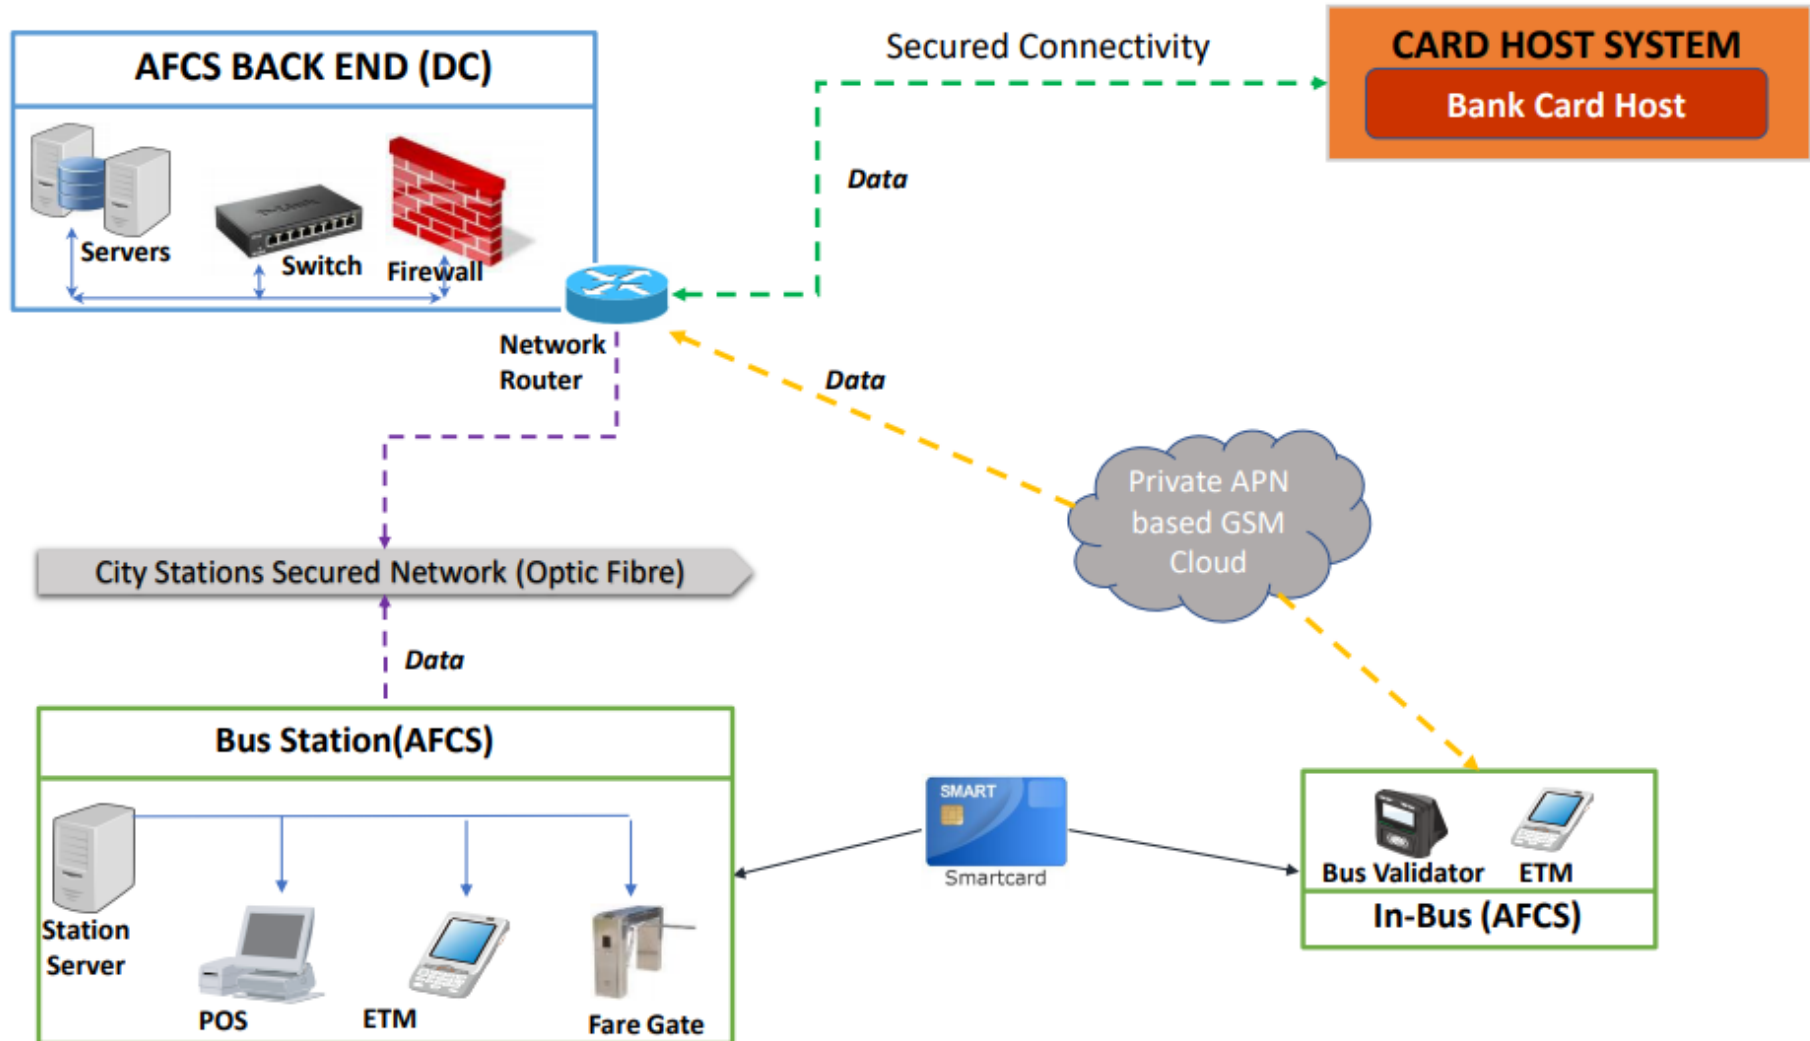 AFCS BACK END (DC)
Servers
Switch
Firewall
Network
Router
Secured Connectivity
Data
CARD HOST SYSTEM
Bank Card Host
Data
Private APN
based GSM
Cloud
City Stations Secured Network (Optic Fibre)
Data
Bus Station(AFCS)
Station
Server
POS
ETM
Fare Gate
SMART
Smartcard
Bus Validator
ETM
In-Bus (AFCS)